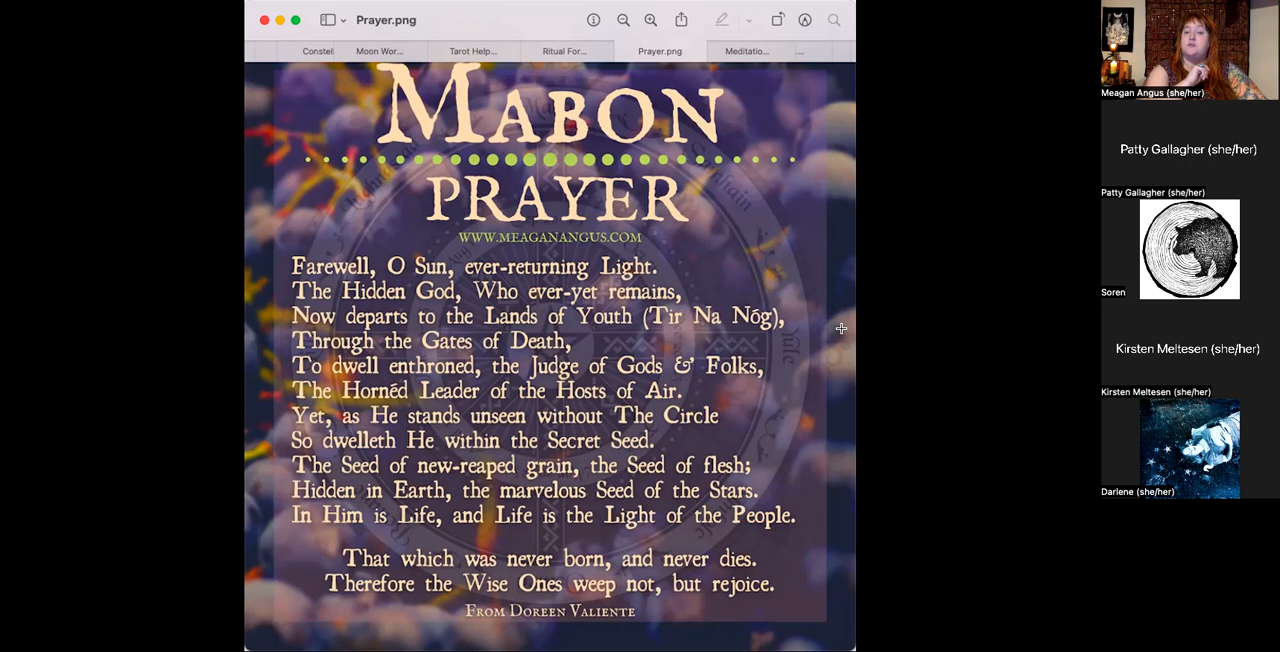 Prayer.png
Constell
Moon Wor...
Tarot Help...
Ritual For...
Prayer.png
Meditatio...
...
MABON
PRAYER
WWW.MEAGANANGUS.COM
Farewell, O Sun, ever-returning Light.
The Hidden God, Who ever-yet remains,
Now departs to the Lands of Youth (Tir Na Nóg),
Through the Gates of Death,
To dwell enthroned, the Judge of Gods & Folks,
The Hornéd Leader of the Hosts of Air.
Yet, as He stands unseen without The Circle
So dwelleth He within the Secret Seed.
The Seed of new-reaped grain, the Seed of flesh;
Hidden in Earth, the marvelous Seed of the Stars.
In Him is Life, and Life is the Light of the People.
That which was never born, and never dies.
Therefore the Wise Ones weep not, but rejoice.
FROM DOREEN VALIENTE
Samhain
Yule
Meagan Angus (she/her)
Patty Gallagher (she/her)
Patty Gallagher (she/her)
Soren
Kirsten Meltesen (she/her)
Kirsten Meltesen (she/her)
Darlene (she/her)